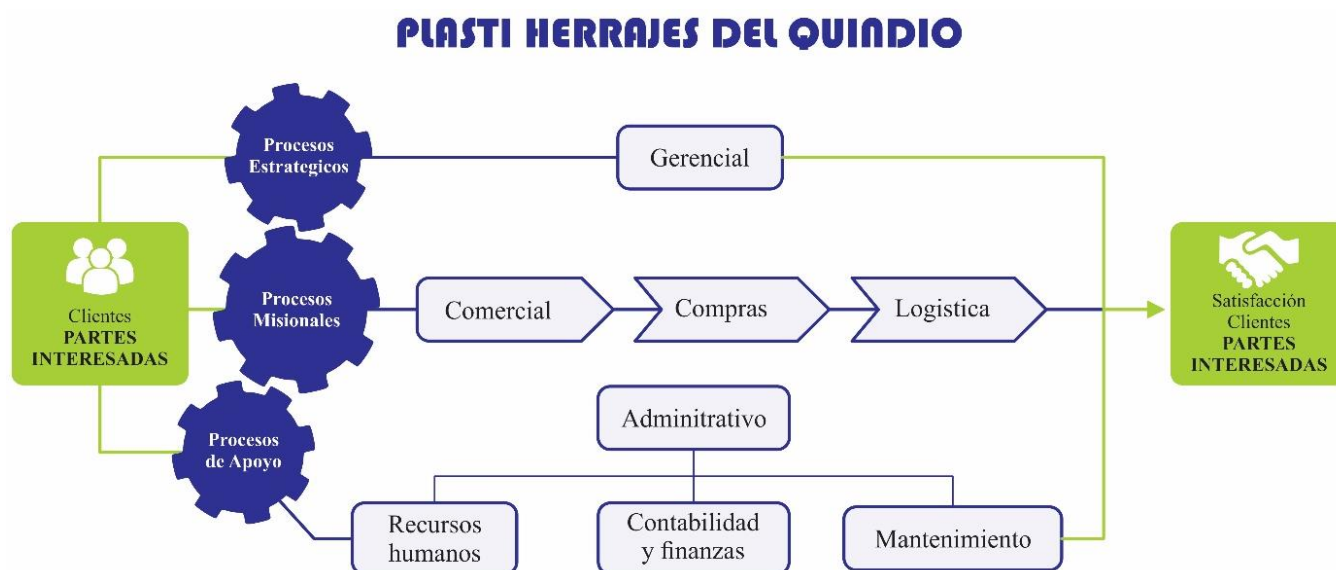 PLASTI HERRAJES DEL QUINDIO
Procesos
Estrategicos
Gerencial
Clientes
PARTES
INTERESADAS
Procesos
Misionales
Comercial
Compras
Logistica
Satisfacción
Clientes
PARTES
INTERESADAS
Procesos
de Apoyo
Adminitrativo
Recursos
humanos
Contabilidad
y finanzas
Mantenimiento